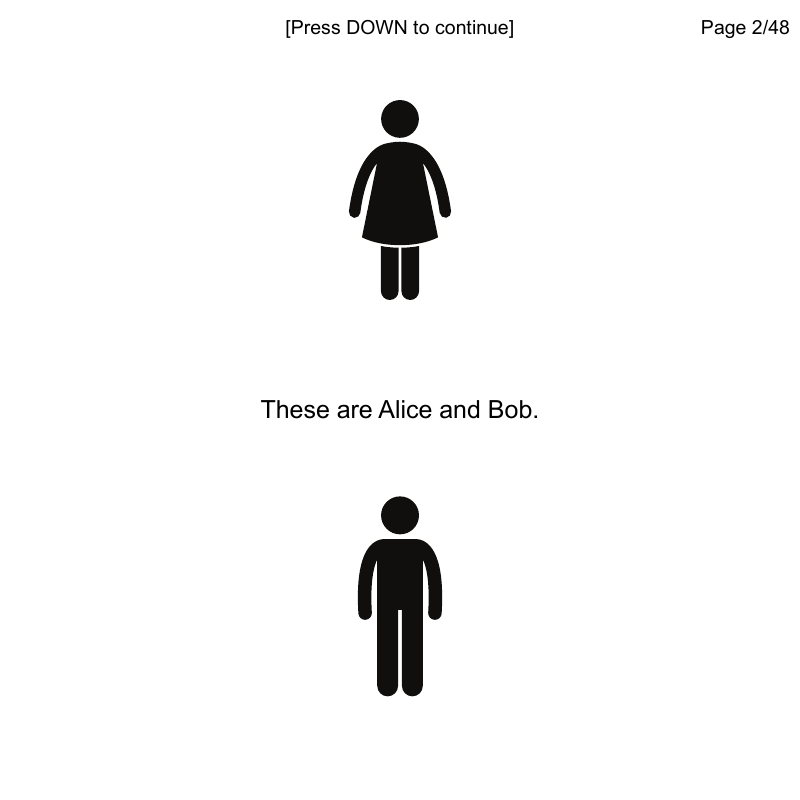 [Press DOWN to continue]
Page 2/48
These are Alice and Bob.